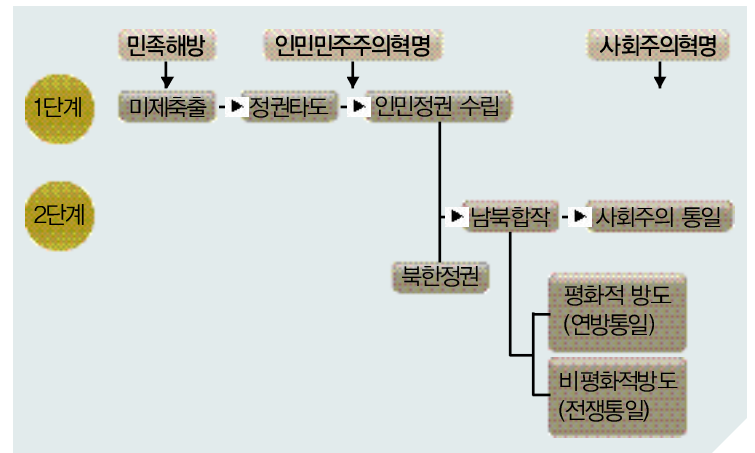 민족해방
인민민주주의혁명
사회주의혁명
1단계
미제축출
정권타도
인민정권 수립
2단계
남북합작
사회주의 통일
북한정권
평화적 방도
(연방통일)
비평화적방도
(전쟁통일)